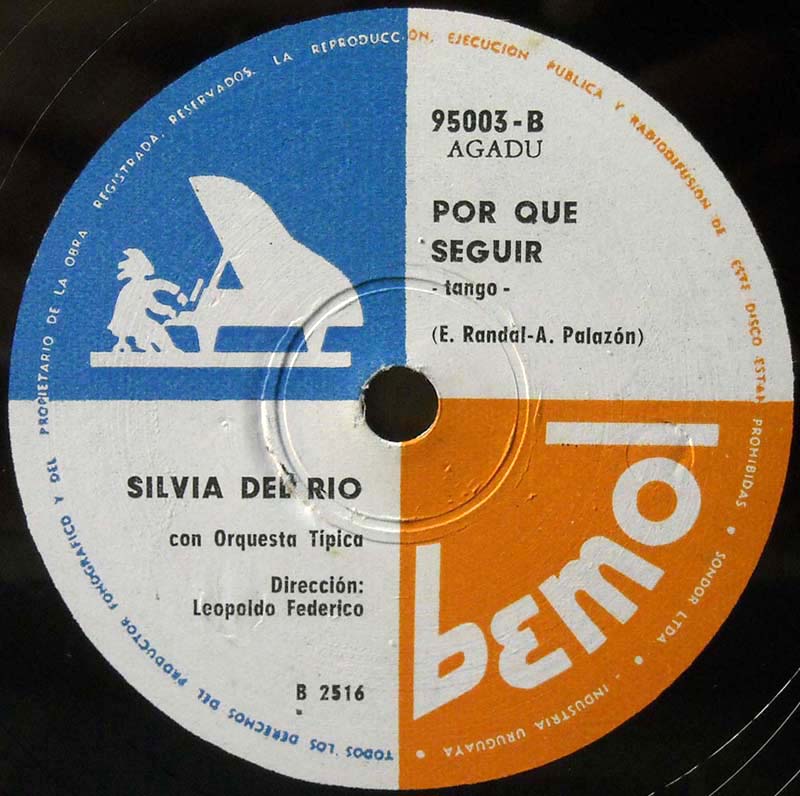 95003-B
AGADU
POR QUE
SEGUIR
- tango -
(E. Randal-A. Palazón)
SILVIA DEL RIO
con Orquesta Típica
Dirección:
Leopoldo Federico
B 2516
bemol
TODOS LOS DERECHOS DEL PRODUCTOR FONOGRAFICO Y DEL PROPIETARIO DE LA OBRA REGISTRADA, RESERVADOS. LA REPRODUCCION, EJECUCIÓN PUBLICA Y RADIODIFUSION DE ESTE DISCO ESTAN PROHIBIDAS • SONDOR LTDA • - INDUSTRIA URUGUAYA •